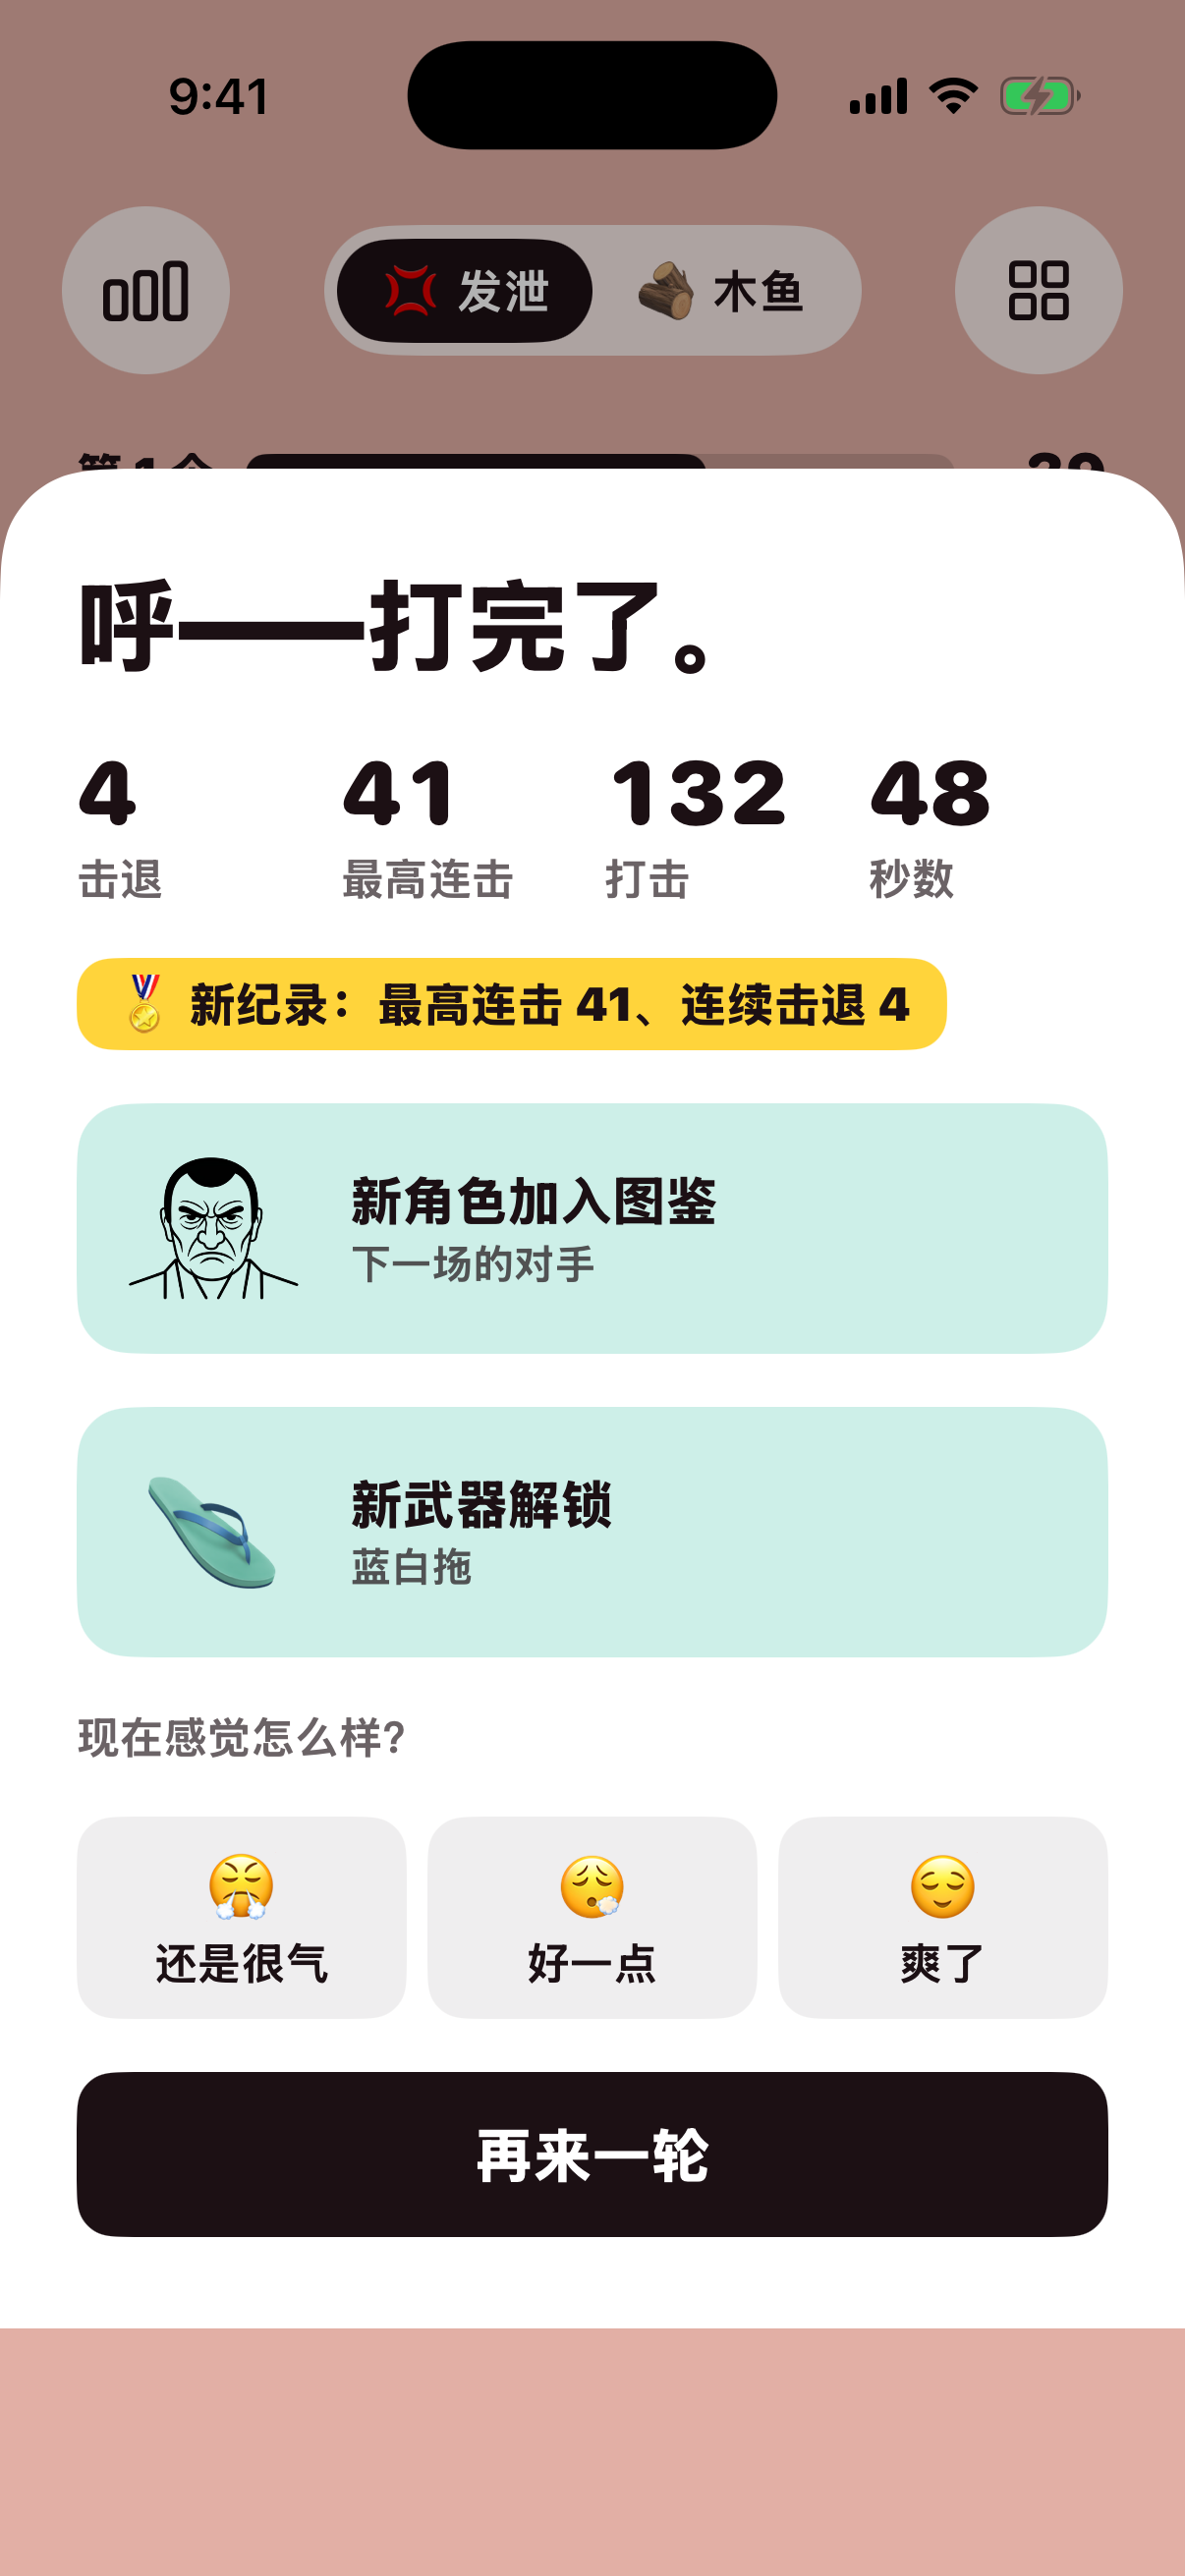 9:41
发泄
木鱼
呼——打完了。
4 41 132 48
击退 最高连击 打击 秒数
新纪录：最高连击 41、连续击退 4
新角色加入图鉴
下一场的对手
新武器解锁
蓝白拖
现在感觉怎么样?
还是很气 好一点 爽了
再来一轮